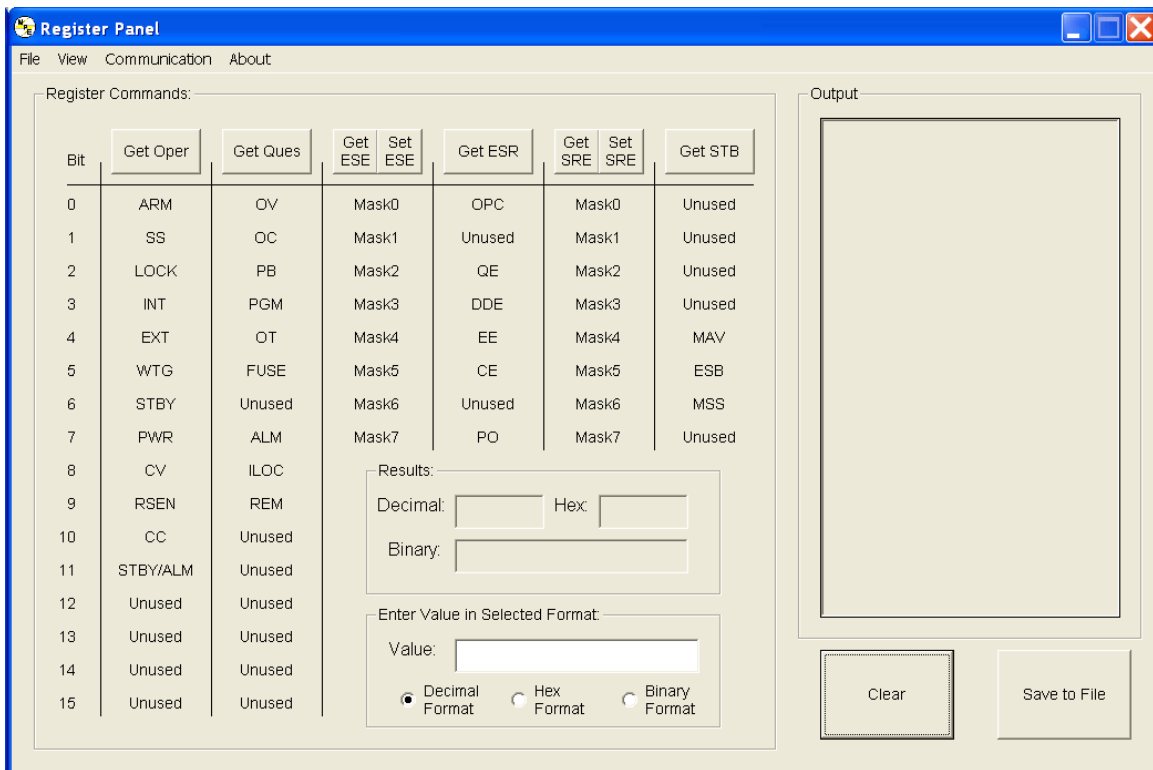 Register Panel
File View Communication About
Register Commands:
Output
Bit Get Oper Get Ques Get ESE Set ESE Get ESR Get SRE Set SRE Get STB
0 ARM OV Mask0 OPC Mask0 Unused
1 SS OC Mask1 Unused Mask1 Unused
2 LOCK PB Mask2 QE Mask2 Unused
3 INT PGM Mask3 DDE Mask3 Unused
4 EXT OT Mask4 EE Mask4 MAV
5 WTG FUSE Mask5 CE Mask5 ESB
6 STBY Unused Mask6 Unused Mask6 MSS
7 PWR ALM Mask7 PO Mask7 Unused
8 CV ILOC
9 RSEN REM
10 CC Unused
11 STBY/ALM Unused
12 Unused Unused
13 Unused Unused
14 Unused Unused
15 Unused Unused
Results:
Decimal: Hex:
Binary:
Enter Value in Selected Format:
Value:
Decimal Format Hex Format Binary Format
Clear Save to File